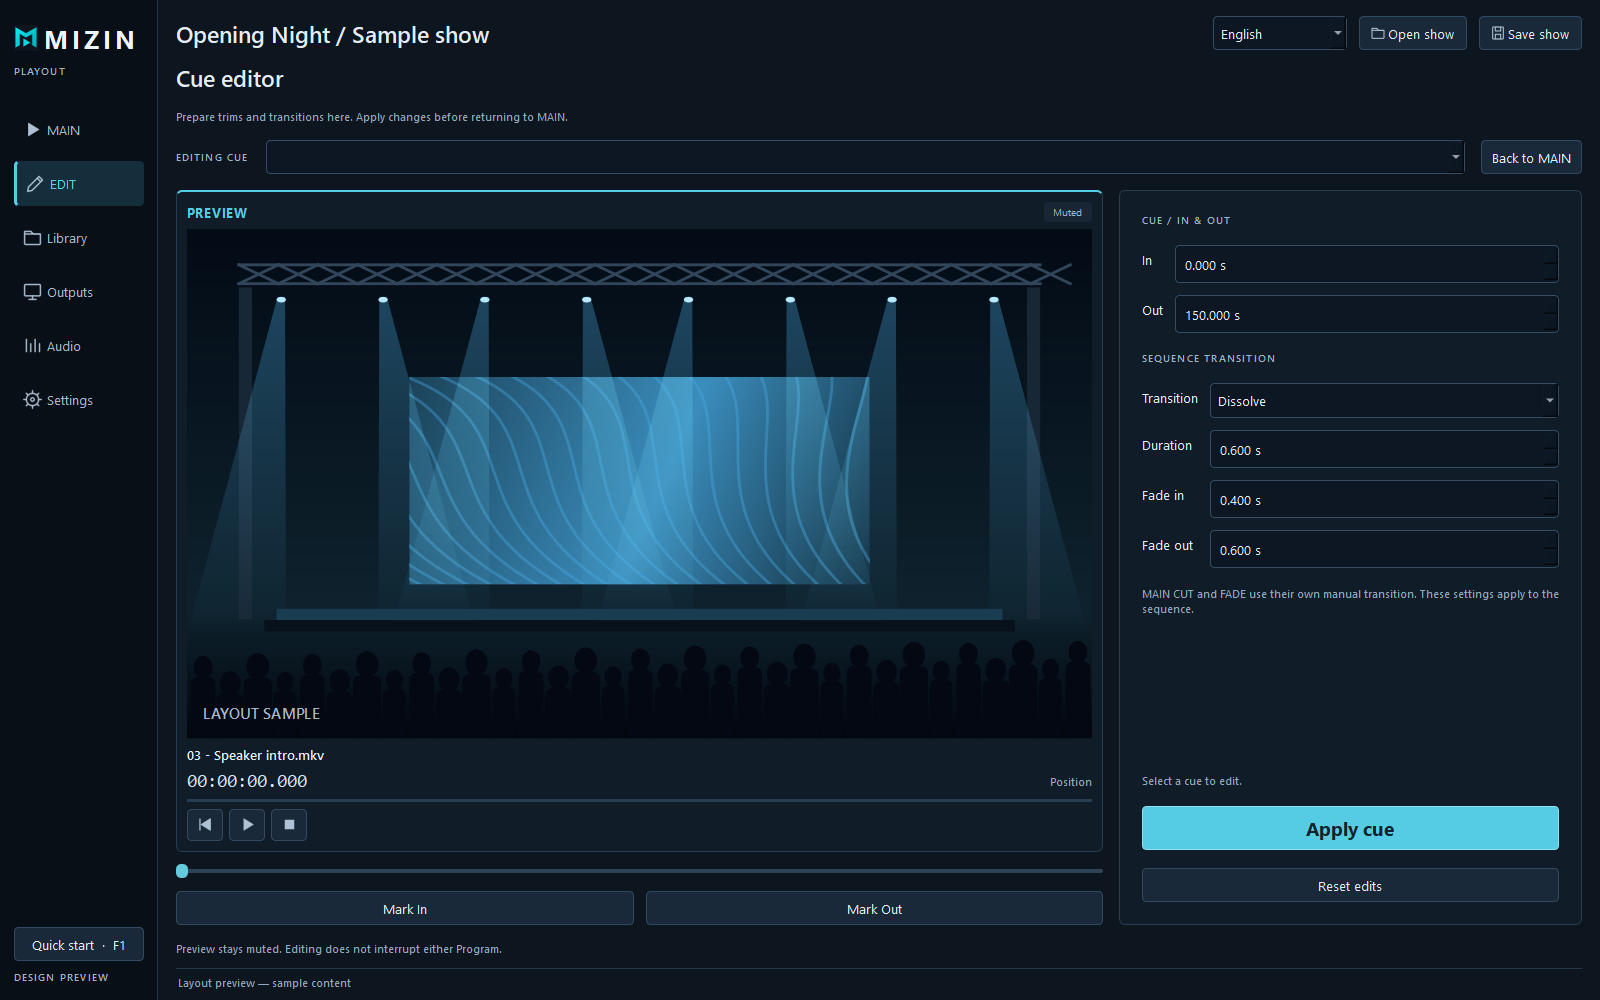 MIZIN
PLAYOUT
MAIN
EDIT
Library
Outputs
Audio
Settings
Quick start · F1
DESIGN PREVIEW
Opening Night / Sample show
English
Open show
Save show
Cue editor
Prepare trims and transitions here. Apply changes before returning to MAIN.
EDITING CUE
Back to MAIN
PREVIEW
Muted
LAYOUT SAMPLE
03 - Speaker intro.mkv
00:00:00.000
Position
Mark In
Mark Out
Preview stays muted. Editing does not interrupt either Program.
Layout preview — sample content
CUE / IN & OUT
In
0.000 s
Out
150.000 s
SEQUENCE TRANSITION
Transition
Dissolve
Duration
0.600 s
Fade in
0.400 s
Fade out
0.600 s
MAIN CUT and FADE use their own manual transition. These settings apply to the
sequence.
Select a cue to edit.
Apply cue
Reset edits